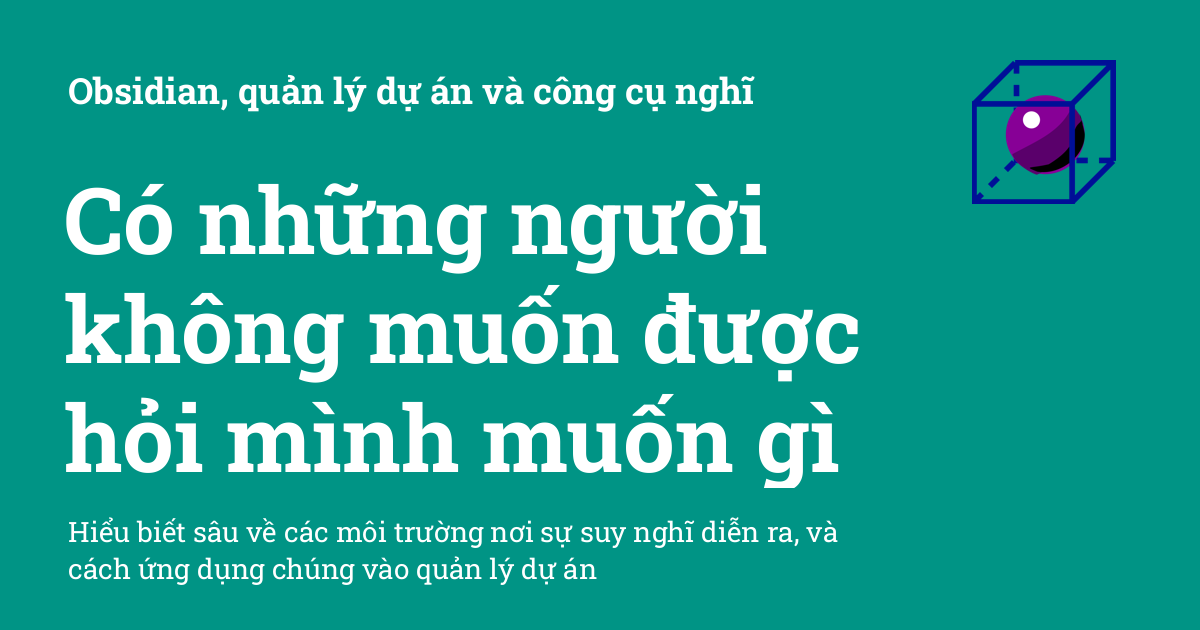 Obsidian, quản lý dự án và công cụ nghĩ
Có những người
không muốn được
hỏi mình muốn gì
Hiểu biết sâu về các môi trường nơi sự suy nghĩ diễn ra, và
cách ứng dụng chúng vào quản lý dự án